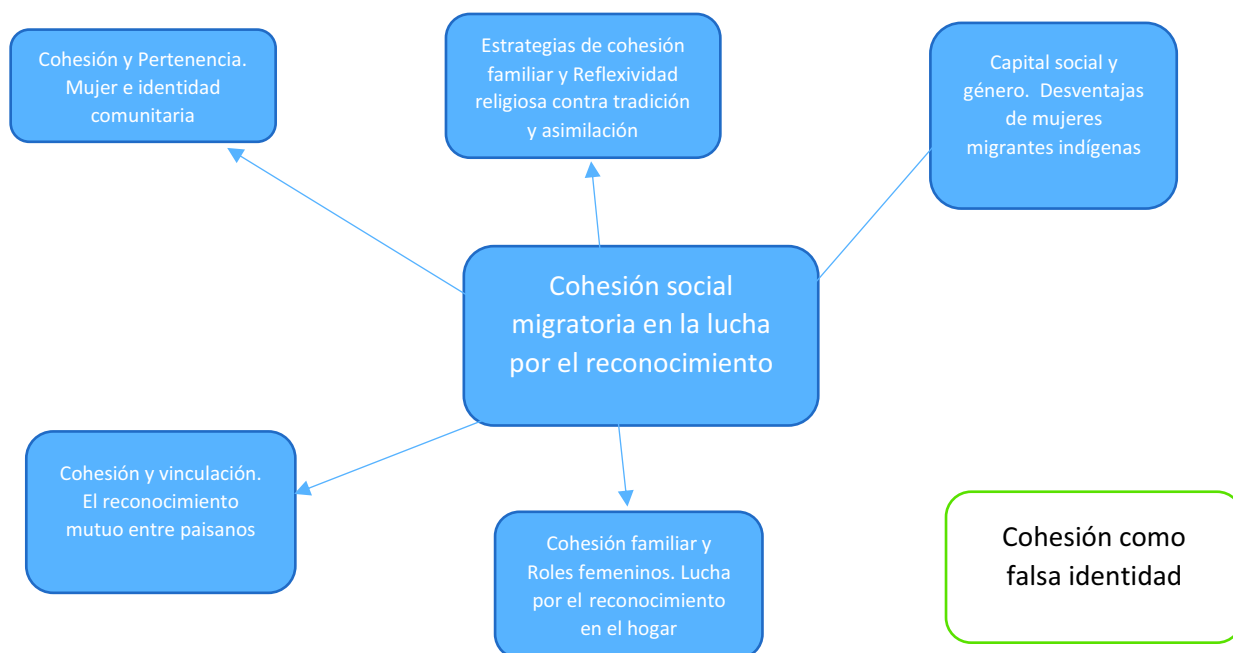 Cohesión y Pertenencia.
Mujer e identidad
comunitaria
Estrategias de cohesión
familiar y Reflexividad
religiosa contra tradición
y asimilación
Capital social y
género. Desventajas
de mujeres
migrantes indígenas
Cohesión social
migratoria en la lucha
por el reconocimiento
Cohesión y vinculación.
El reconocimiento
mutuo entre paisanos
Cohesión familiar y
Roles femeninos. Lucha
por el reconocimiento
en el hogar
Cohesión como
falsa identidad